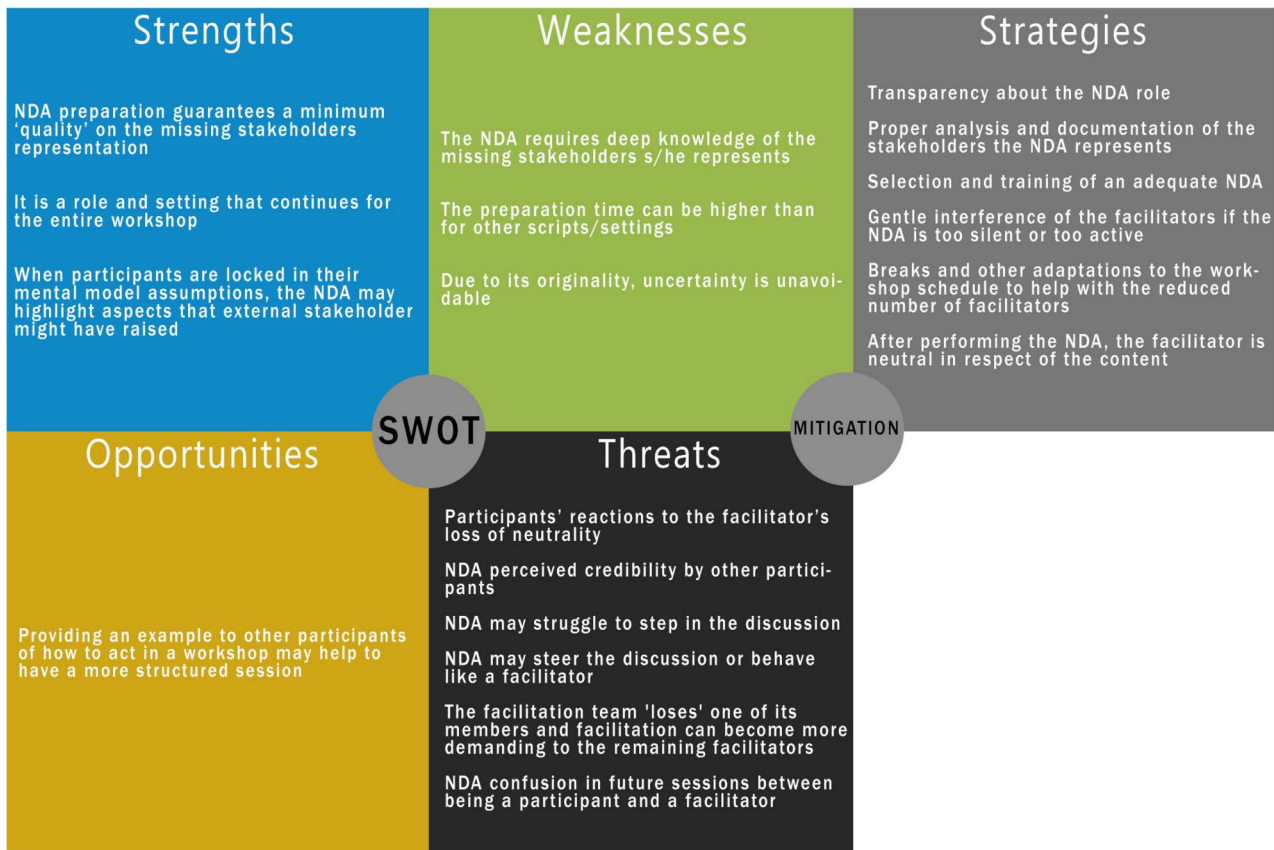 Strengths
NDA preparation guarantees a minimum
‘quality’ on the missing stakeholders
representation
It is a role and setting that continues for
the entire workshop
When participants are locked in their
mental model assumptions, the NDA may
highlight aspects that external stakeholder
might have raised
Weaknesses
The NDA requires deep knowledge of the
missing stakeholders s/he represents
The preparation time can be higher than
for other scripts/settings
Due to its originality, uncertainty is unavoi-
dable
Strategies
Transparency about the NDA role
Proper analysis and documentation of the
stakeholders the NDA represents
Selection and training of an adequate NDA
Gentle interference of the facilitators if the
NDA is too silent or too active
Breaks and other adaptations to the work-
shop schedule to help with the reduced
number of facilitators
After performing the NDA, the facilitator is
neutral in respect of the content
SWOT
MITIGATION
Opportunities
Providing an example to other participants
of how to act in a workshop may help to
have a more structured session
Threats
Participants’ reactions to the facilitator’s
loss of neutrality
NDA perceived credibility by other partici-
pants
NDA may struggle to step in the discussion
NDA may steer the discussion or behave
like a facilitator
The facilitation team 'loses' one of its
members and facilitation can become more
demanding to the remaining facilitators
NDA confusion in future sessions between
being a participant and a facilitator